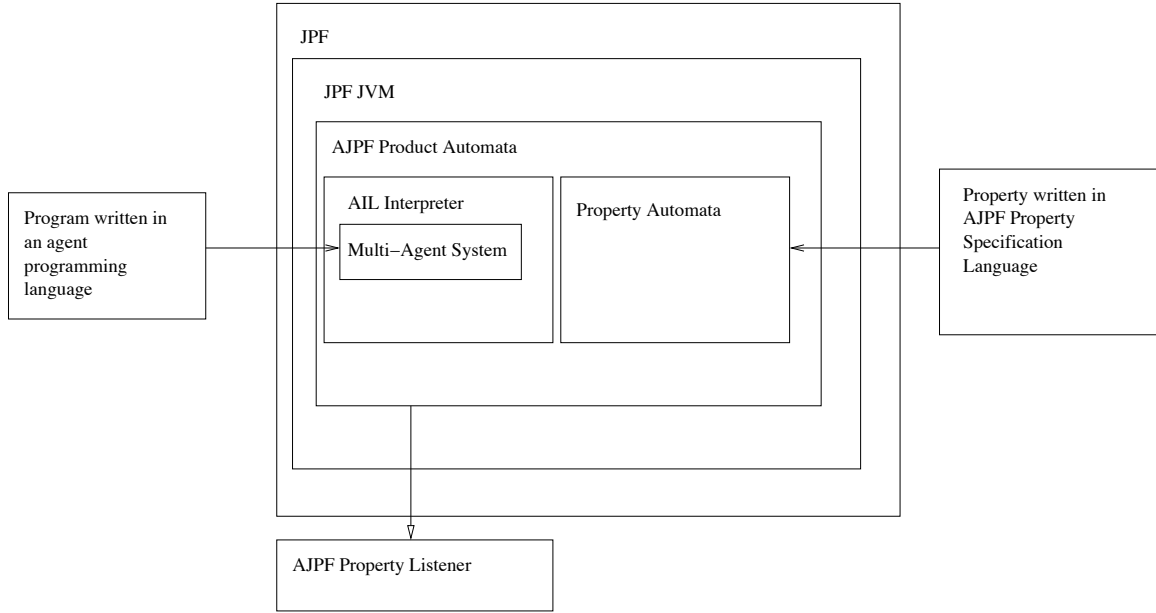 JPF
JPF JVM
AJPF Product Automata
AIL Interpreter
Multi−Agent System
Property Automata
Program written in
an agent
programming
language
Property written in
AJPF Property
Specification
Language
AJPF Property Listener